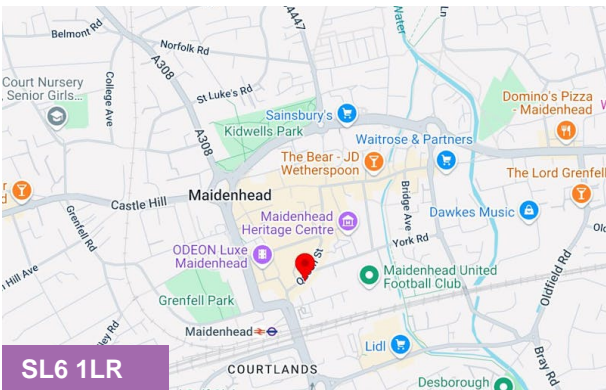 Belmont Rd
A4447
Water
Ln
Norfolk Rd
A308
Court Nursery
Senior Girls...
College Ave
St Luke's Rd
Sainsbury's
Kidwells Park
Domino's Pizza
- Maidenhead
A308
Waitrose & Partners
The Bear - JD
Wetherspoon
The Lord Grenfell
Maidenhead
Castle Hill
Bridge Ave
Dawkes Music
Grenfell Rd
Maidenhead
Heritage Centre
York Rd
ODEON Luxe
Maidenhead
Maidenhead United
Football Club
Oldfield Rd
Hill Ave
Grenfell Park
Maidenhead
Lidl
Bray Rd
SL6 1LR
COURTLANDS
Desborough